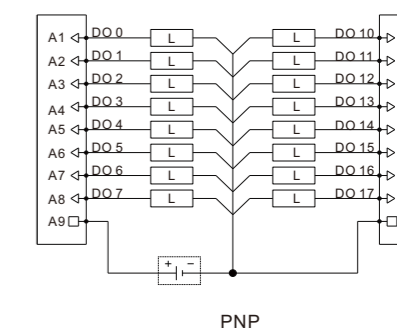 A1 DO 0 L L DO 10
A2 DO 1 L L DO 11
A3 DO 2 L L DO 12
A4 DO 3 L L DO 13
A5 DO 4 L L DO 14
A6 DO 5 L L DO 15
A7 DO 6 L L DO 16
A8 DO 7 L L DO 17
A9
+ −
PNP